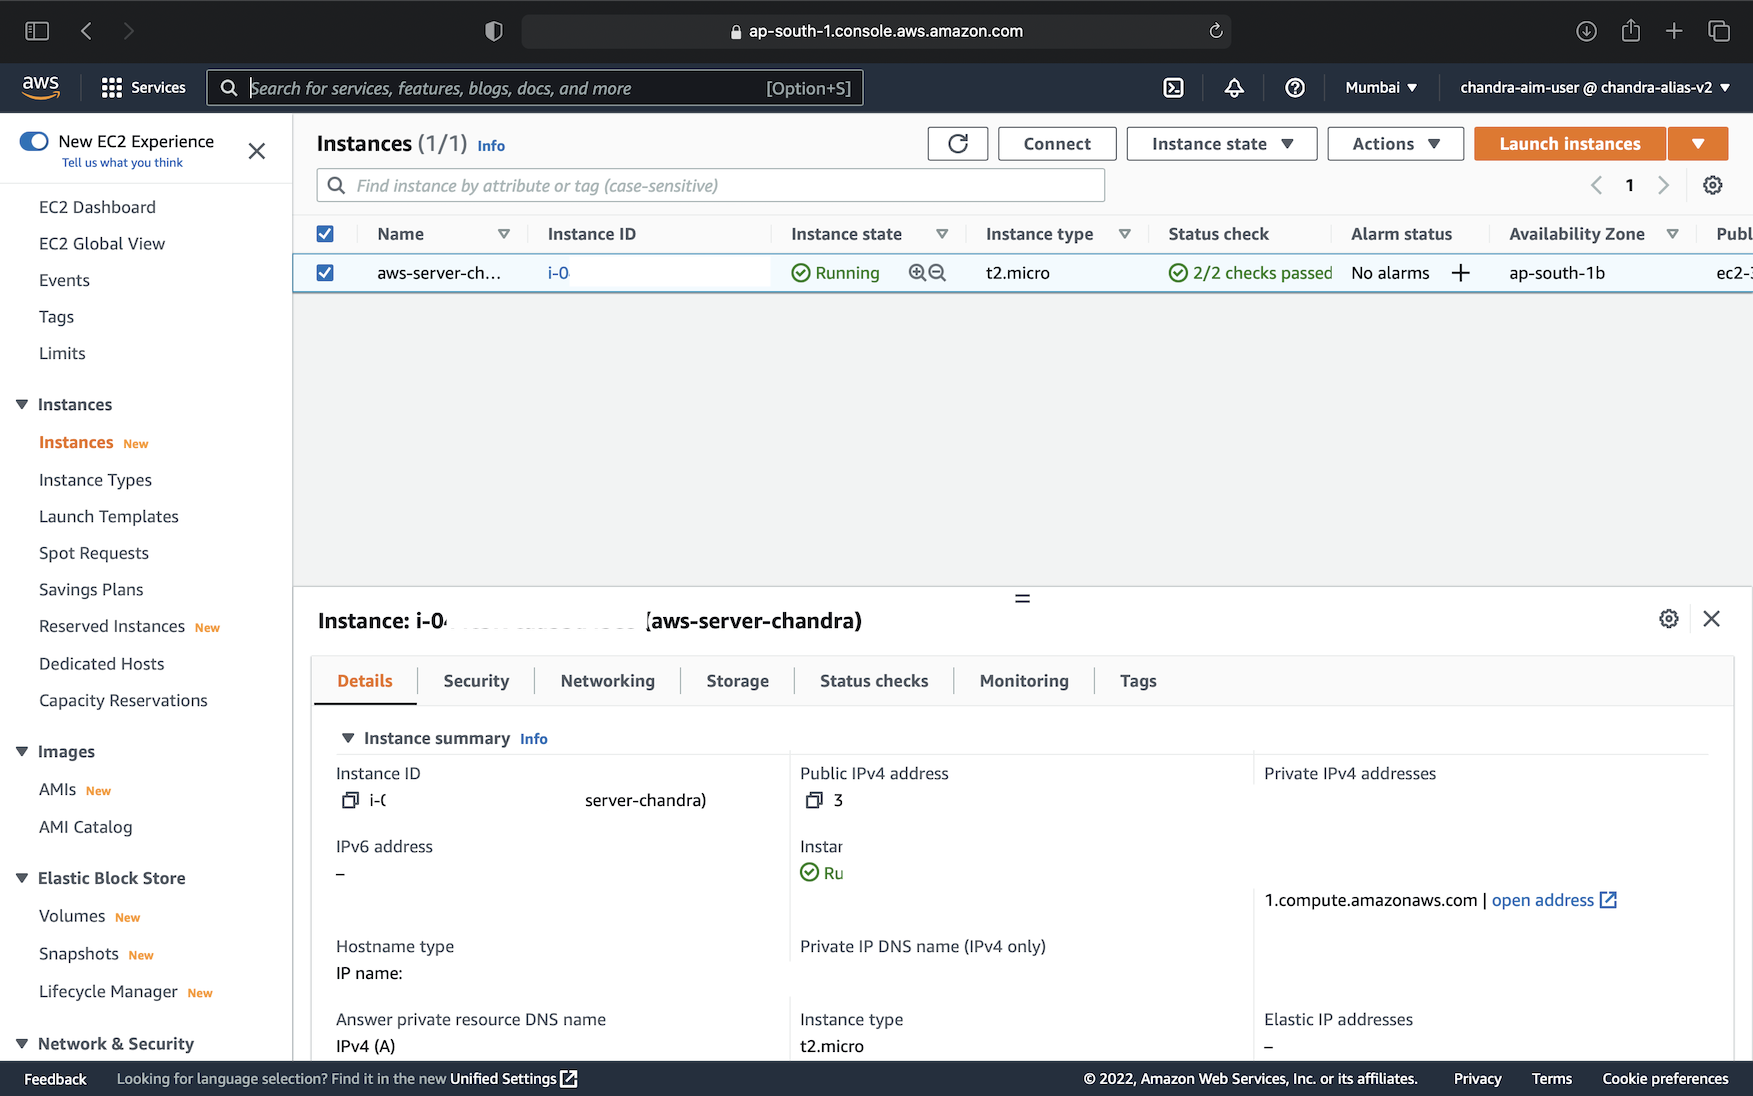 ap-south-1.console.aws.amazon.com
aws
Services
Search for services, features, blogs, docs, and more
[Option+S]
Mumbai
chandra-aim-user @ chandra-alias-v2
New EC2 Experience
Tell us what you think
EC2 Dashboard
EC2 Global View
Events
Tags
Limits
Instances
Instances New
Instance Types
Launch Templates
Spot Requests
Savings Plans
Reserved Instances New
Dedicated Hosts
Capacity Reservations
Images
AMIs New
AMI Catalog
Elastic Block Store
Volumes New
Snapshots New
Lifecycle Manager New
Network & Security
Instances (1/1) Info
Connect
Instance state
Actions
Launch instances
Find instance by attribute or tag (case-sensitive)
1
Name Instance ID Instance state Instance type Status check Alarm status Availability Zone Publ
aws-server-ch... i-0 Running t2.micro 2/2 checks passed No alarms + ap-south-1b ec2-3
Instance: i-04 (aws-server-chandra)
Details Security Networking Storage Status checks Monitoring Tags
Instance summary Info
Instance ID
i-0 server-chandra)
Public IPv4 address
3
Private IPv4 addresses
IPv6 address
–
Instar
Ru
1.compute.amazonaws.com | open address
Hostname type
IP name:
Private IP DNS name (IPv4 only)
Answer private resource DNS name
IPv4 (A)
Instance type
t2.micro
Elastic IP addresses
–
Feedback
Looking for language selection? Find it in the new Unified Settings
© 2022, Amazon Web Services, Inc. or its affiliates.
Privacy
Terms
Cookie preferences